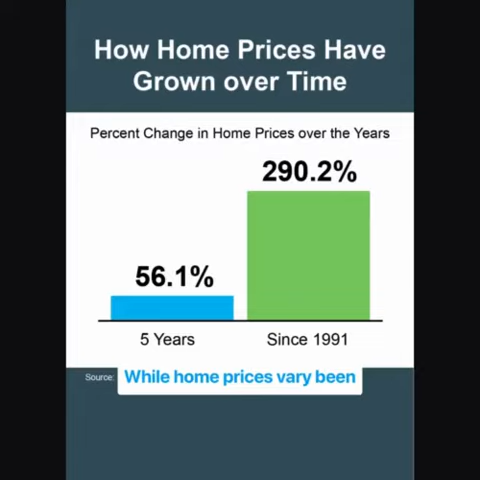 How Home Prices Have
Grown over Time
Percent Change in Home Prices over the Years
290.2%
56.1%
5 Years
Since 1991
Source:
While home prices vary been